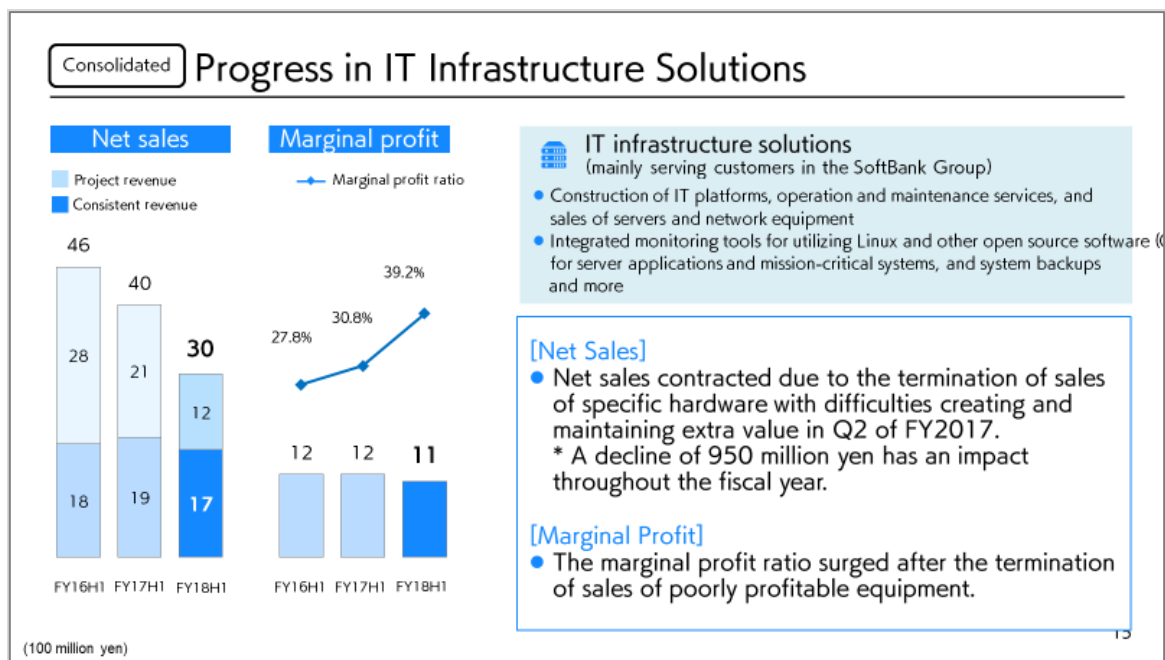 Consolidated
Progress in IT Infrastructure Solutions
Net sales
Project revenue
Consistent revenue
46
40
30
28
21
12
18
19
17
FY16H1 FY17H1 FY18H1
Marginal profit
Marginal profit ratio
39.2%
30.8%
27.8%
12
12
11
FY16H1 FY17H1 FY18H1
IT infrastructure solutions
(mainly serving customers in the SoftBank Group)
• Construction of IT platforms, operation and maintenance services, and
sales of servers and network equipment
• Integrated monitoring tools for utilizing Linux and other open source software (
for server applications and mission-critical systems, and system backups
and more
[Net Sales]
• Net sales contracted due to the termination of sales
of specific hardware with difficulties creating and
maintaining extra value in Q2 of FY2017.
* A decline of 950 million yen has an impact
throughout the fiscal year.
[Marginal Profit]
• The marginal profit ratio surged after the termination
of sales of poorly profitable equipment.
(100 million yen)